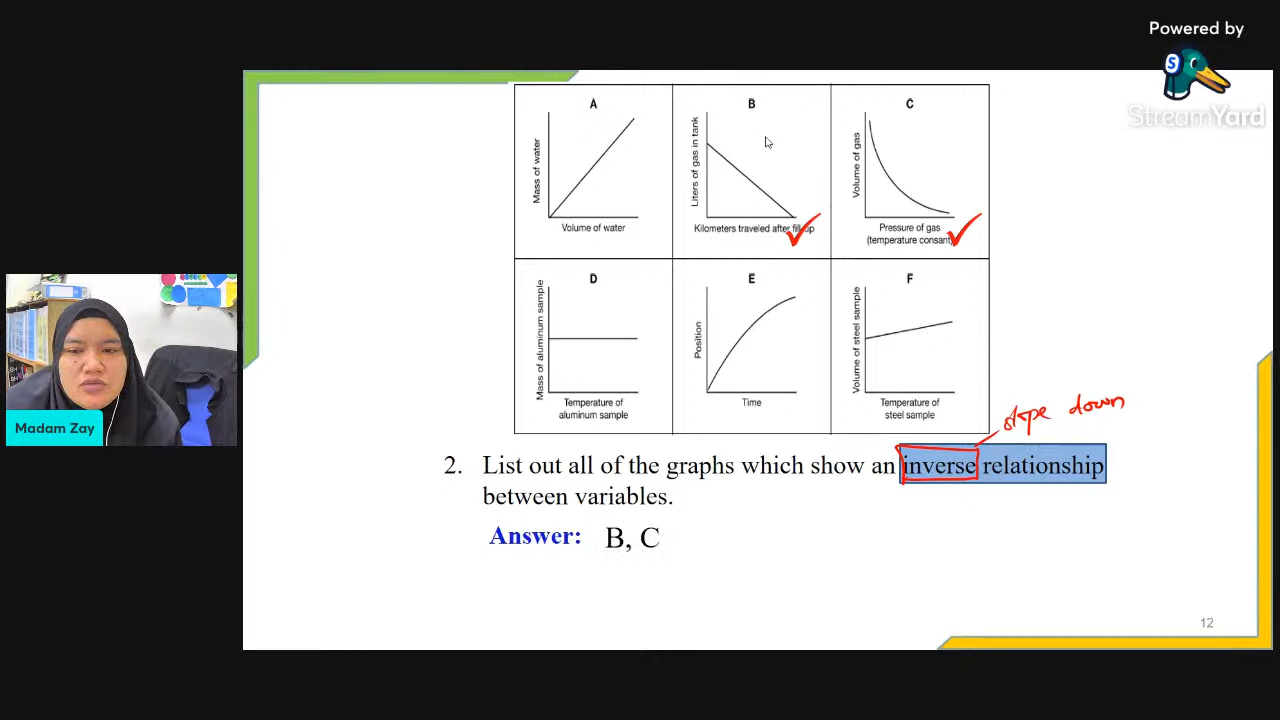 Powered by
S
StreamYard
A
Mass of water
Volume of water
B
Liters of gas in tank
Kilometers traveled after fill-up
C
Volume of gas
Pressure of gas
(temperature consant)
D
Mass of aluminum sample
Temperature of
aluminum sample
E
Position
Time
F
Volume of steel sample
Temperature of
steel sample
slope down
2. List out all of the graphs which show an inverse relationship
between variables.
Answer: B, C
Madam Zay
12